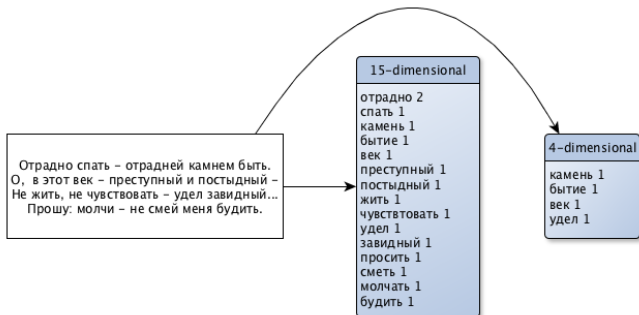 Отрадно спать – отрадней камнем быть.
О,  в этот век – преступный и постыдный –
Не жить, не чувствовать – удел завидный...
Прошу: молчи – не смей меня будить.
15-dimensional
отрадно 2
спать 1
камень 1
бытие 1
век 1
преступный 1
постыдный 1
жить 1
чувствтовать 1
удел 1
завидный 1
просить 1
сметь 1
молчать 1
будить 1
4-dimensional
камень 1
бытие 1
век 1
удел 1